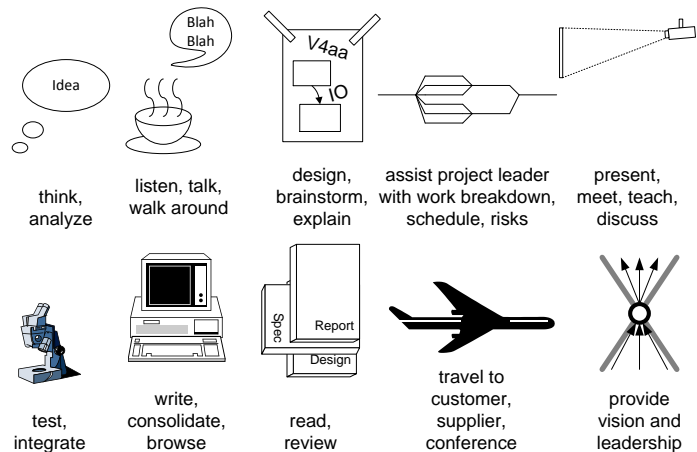 Blah
Blah
Idea
V4aa
IO
think,
analyze
listen, talk,
walk around
design,
brainstorm,
explain
assist project leader
with work breakdown,
schedule, risks
present,
meet, teach,
discuss
Spec
Report
Design
test,
integrate
write,
consolidate,
browse
read,
review
travel to
customer,
supplier,
conference
provide
vision and
leadership